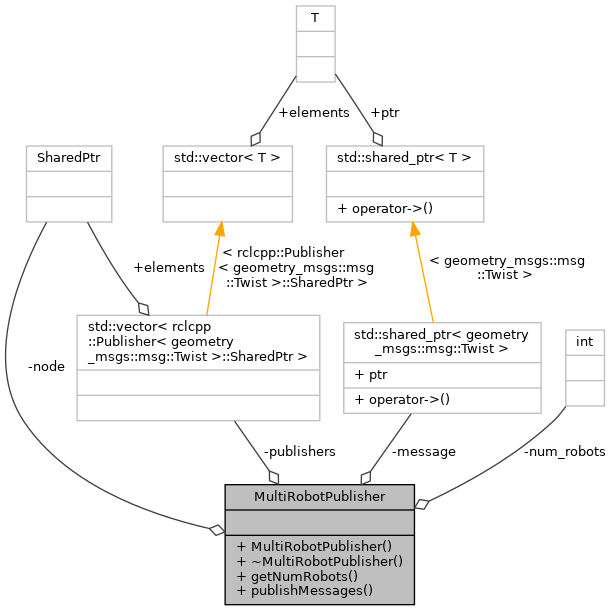 T
+elements
+ptr
SharedPtr
std::vector< T >
std::shared_ptr< T >
+ operator->()
< rclcpp::Publisher
< geometry_msgs::msg
::Twist >::SharedPtr >
< geometry_msgs::msg
::Twist >
+elements
std::vector< rclcpp
::Publisher< geometry
_msgs::msg::Twist >::SharedPtr >
std::shared_ptr< geometry
_msgs::msg::Twist >
+ ptr
+ operator->()
int
-node
-publishers
-message
-num_robots
MultiRobotPublisher
+ MultiRobotPublisher()
+ ~MultiRobotPublisher()
+ getNumRobots()
+ publishMessages()